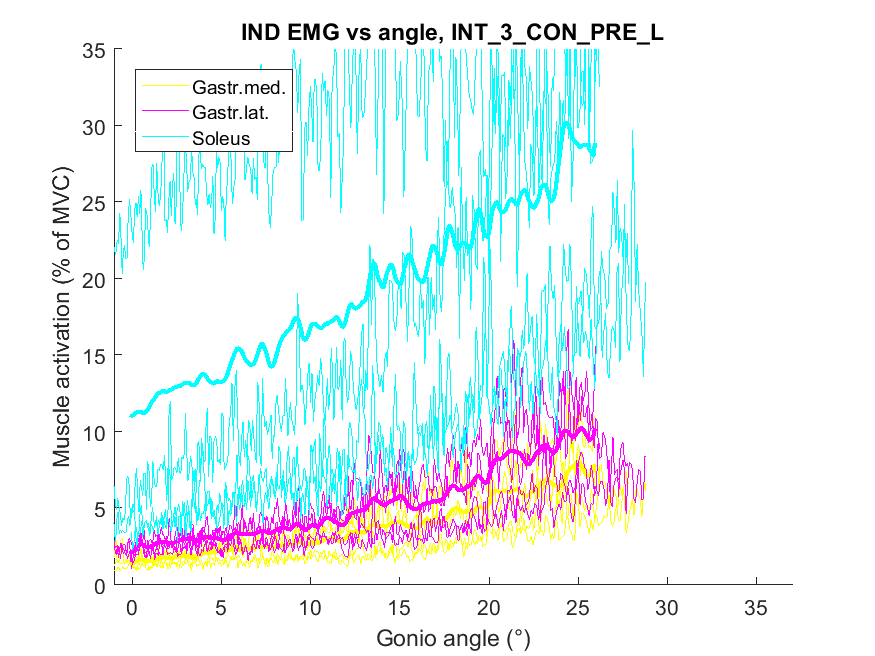 IND EMG vs angle, INT_3_CON_PRE_L
35
30
25
20
15
10
5
0
Muscle activation (% of MVC)
Gastr.med.
Gastr.lat.
Soleus
0 5 10 15 20 25 30 35
Gonio angle (°)